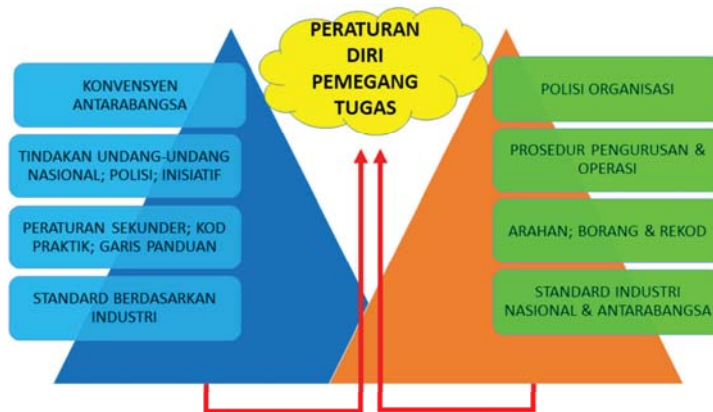 PERATURAN
DIRI
PEMEGANG
TUGAS
KONVENSYEN
ANTARABANGSA
TINDAKAN UNDANG-UNDANG
NASIONAL; POLISI; INISIATIF
PERATURAN SEKUNDER; KOD
PRAKTIK; GARIS PANDUAN
STANDARD BERDASARKAN
INDUSTRI
POLISI ORGANISASI
PROSEDUR PENGURUSAN &
OPERASI
ARAHAN; BORANG & REKOD
STANDARD INDUSTRI
NASIONAL & ANTARABANGSA